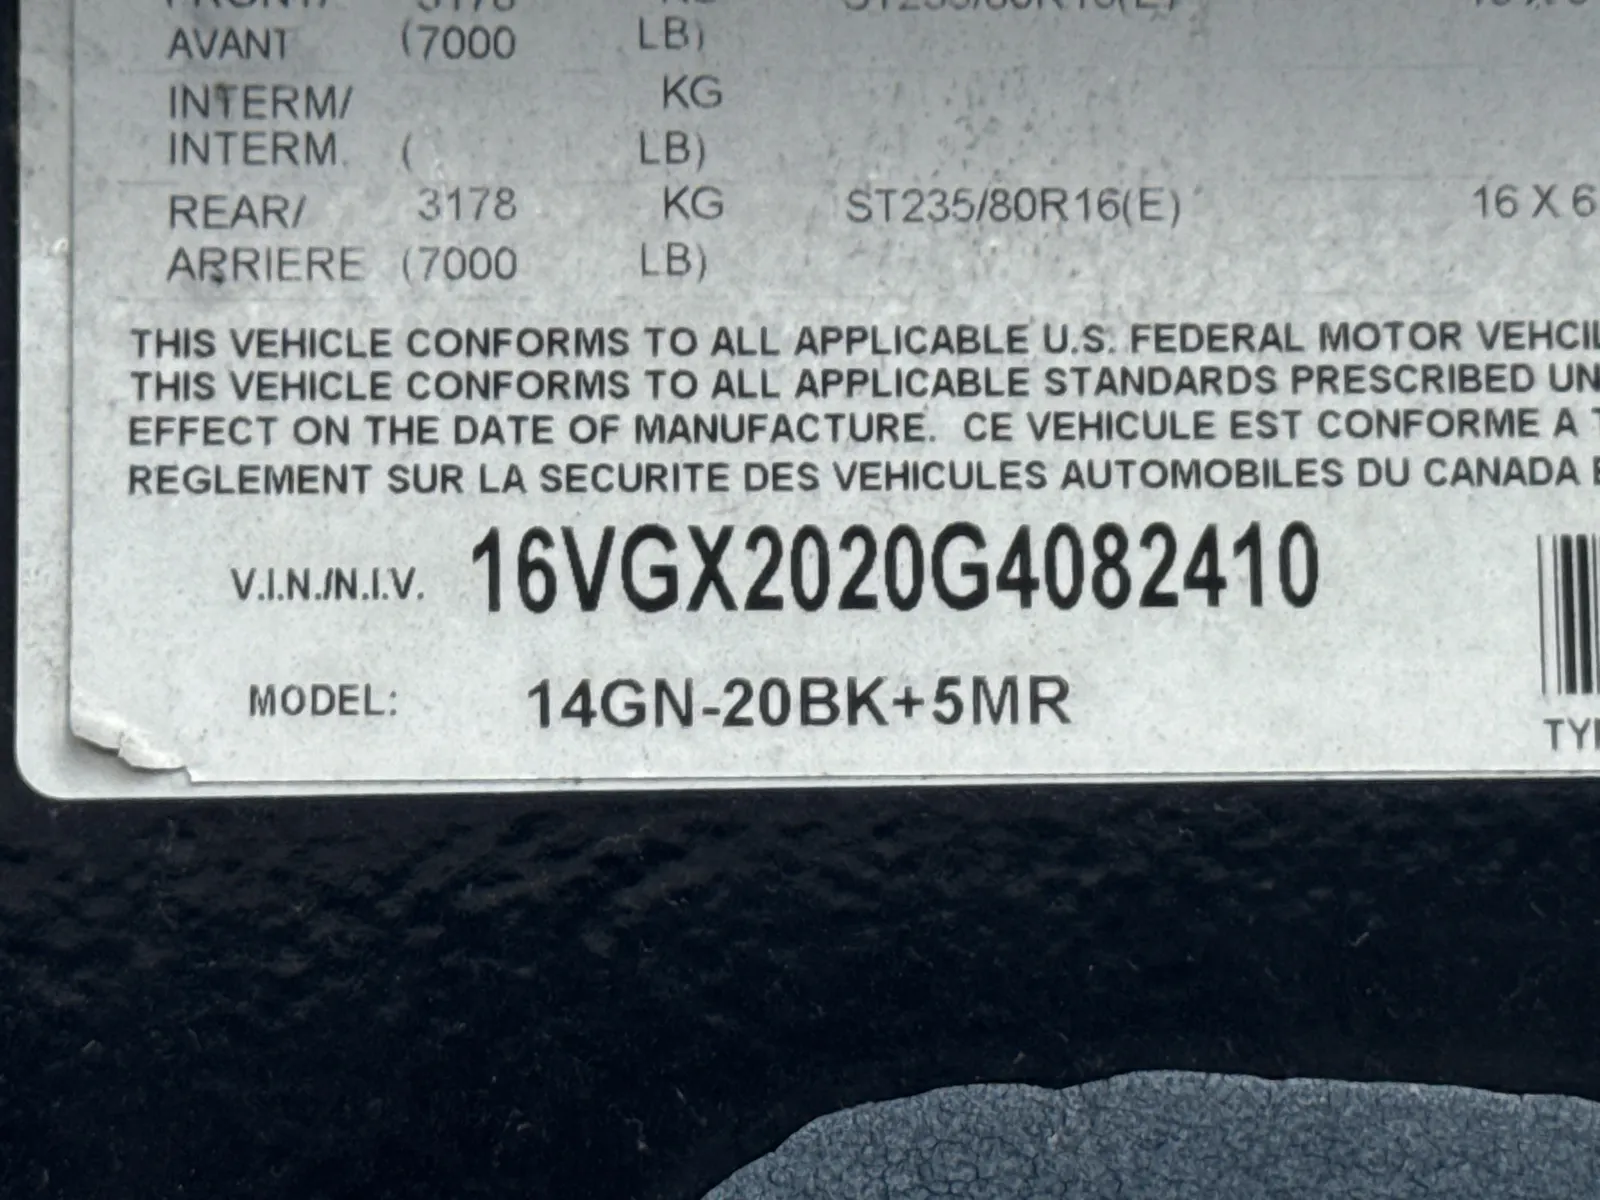 AVANT (7000 LB)
INTERM/ KG
INTERM. ( LB)
REAR/ 3178 KG ST235/80R16(E) 16 X 6
ARRIERE (7000 LB)
THIS VEHICLE CONFORMS TO ALL APPLICABLE U.S. FEDERAL MOTOR VEHCIL
THIS VEHICLE CONFORMS TO ALL APPLICABLE STANDARDS PRESCRIBED UN
EFFECT ON THE DATE OF MANUFACTURE. CE VEHICULE EST CONFORME A T
REGLEMENT SUR LA SECURITE DES VEHICULES AUTOMOBILES DU CANADA E
V.I.N./N.I.V. 16VGX2020G4082410
MODEL: 14GN-20BK+5MR
TY